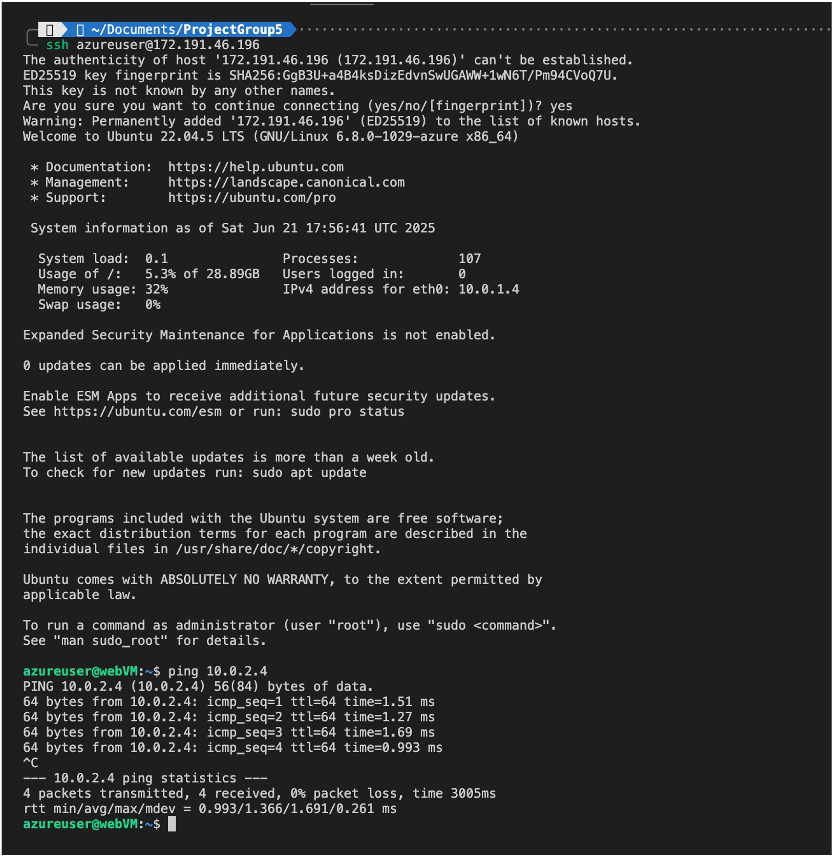 ~/Documents/ProjectGroup5
ssh azureuser@172.191.46.196
The authenticity of host '172.191.46.196 (172.191.46.196)' can't be established.
ED25519 key fingerprint is SHA256:GgB3U+a4B4ksDizEdvnSwUGAWW+1wN6T/Pm94CVoQ7U.
This key is not known by any other names.
Are you sure you want to continue connecting (yes/no/[fingerprint])? yes
Warning: Permanently added '172.191.46.196' (ED25519) to the list of known hosts.
Welcome to Ubuntu 22.04.5 LTS (GNU/Linux 6.8.0-1029-azure x86_64)

 * Documentation:  https://help.ubuntu.com
 * Management:     https://landscape.canonical.com
 * Support:        https://ubuntu.com/pro

 System information as of Sat Jun 21 17:56:41 UTC 2025

  System load:  0.1               Processes:             107
  Usage of /:   5.3% of 28.89GB   Users logged in:       0
  Memory usage: 32%               IPv4 address for eth0: 10.0.1.4
  Swap usage:   0%

Expanded Security Maintenance for Applications is not enabled.

0 updates can be applied immediately.

Enable ESM Apps to receive additional future security updates.
See https://ubuntu.com/esm or run: sudo pro status

The list of available updates is more than a week old.
To check for new updates run: sudo apt update

The programs included with the Ubuntu system are free software;
the exact distribution terms for each program are described in the
individual files in /usr/share/doc/*/copyright.

Ubuntu comes with ABSOLUTELY NO WARRANTY, to the extent permitted by
applicable law.

To run a command as administrator (user "root"), use "sudo <command>".
See "man sudo_root" for details.

azureuser@webVM:~$ ping 10.0.2.4
PING 10.0.2.4 (10.0.2.4) 56(84) bytes of data.
64 bytes from 10.0.2.4: icmp_seq=1 ttl=64 time=1.51 ms
64 bytes from 10.0.2.4: icmp_seq=2 ttl=64 time=1.27 ms
64 bytes from 10.0.2.4: icmp_seq=3 ttl=64 time=1.69 ms
64 bytes from 10.0.2.4: icmp_seq=4 ttl=64 time=0.993 ms
^C
--- 10.0.2.4 ping statistics ---
4 packets transmitted, 4 received, 0% packet loss, time 3005ms
rtt min/avg/max/mdev = 0.993/1.366/1.691/0.261 ms
azureuser@webVM:~$